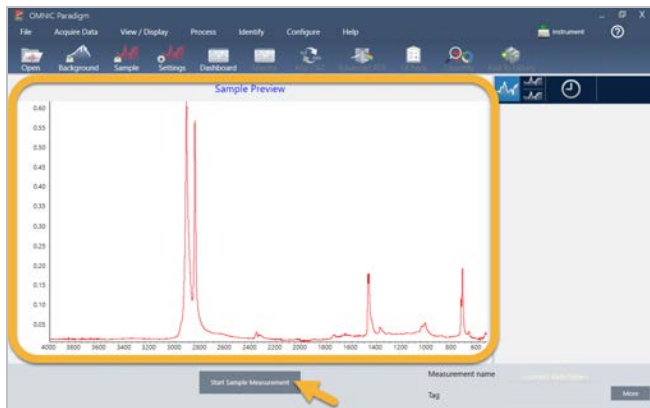 OMNIC Paradigm
File Acquire Data View / Display Process Identify Configure Help Instrument
Open Background Sample Settings Dashboard
Sample Preview
0.60
0.55
0.50
0.45
0.40
0.35
0.30
0.25
0.20
0.15
0.10
0.05
4000 3800 3600 3400 3200 3000 2800 2600 2400 2200 2000 1800 1600 1400 1200 1000 800 600
Start Sample Measurement
Measurement name
Tag
More